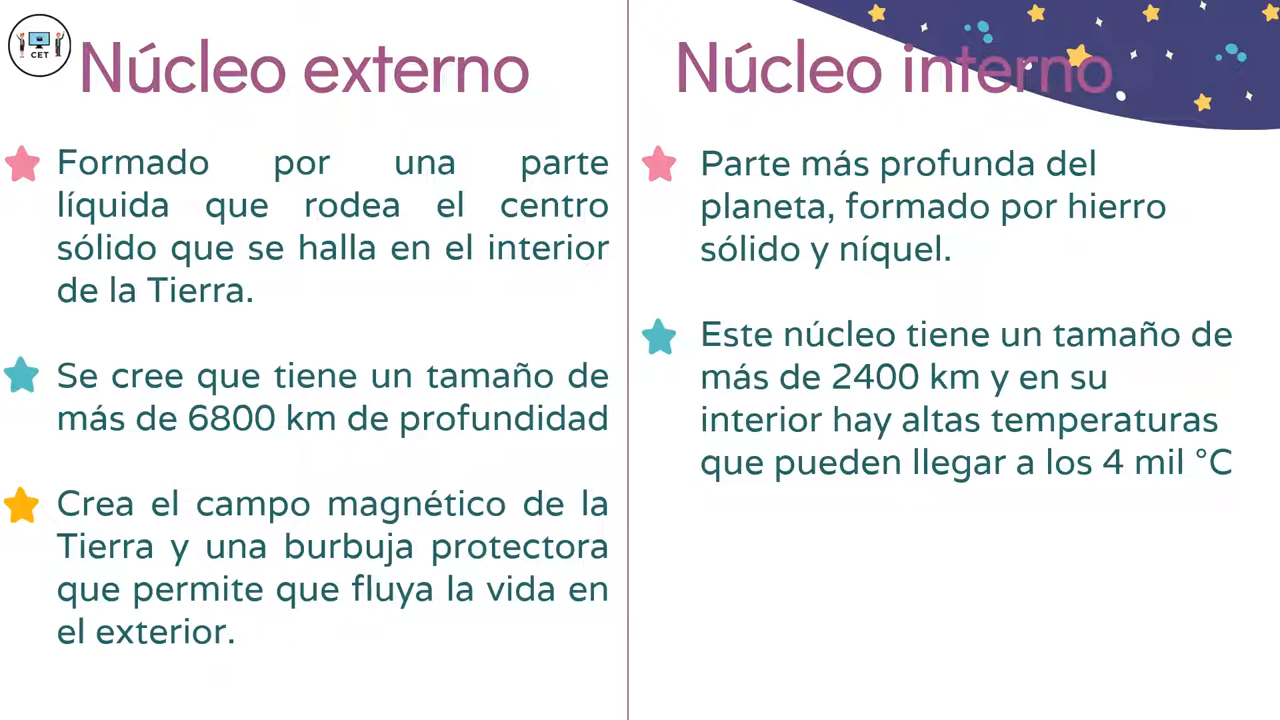 CET
Núcleo externo
Formado por una parte
líquida que rodea el centro
sólido que se halla en el interior
de la Tierra.
Se cree que tiene un tamaño de
más de 6800 km de profundidad
Crea el campo magnético de la
Tierra y una burbuja protectora
que permite que fluya la vida en
el exterior.
Núcleo interno
Parte más profunda del
planeta, formado por hierro
sólido y níquel.
Este núcleo tiene un tamaño de
más de 2400 km y en su
interior hay altas temperaturas
que pueden llegar a los 4 mil °C